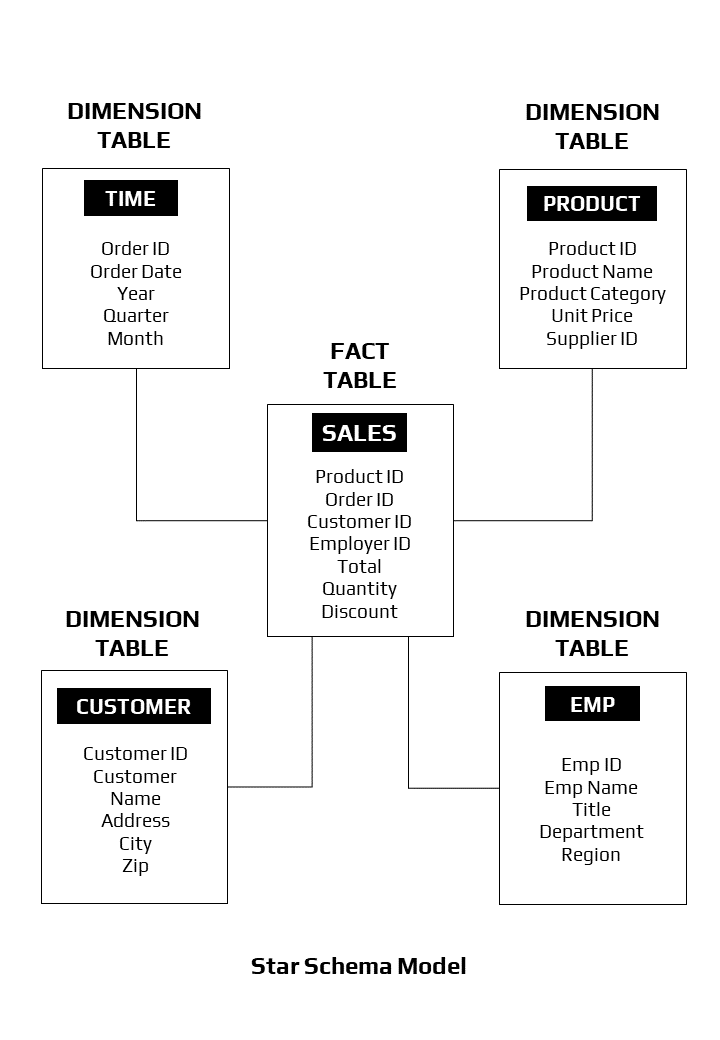 DIMENSION
TABLE
TIME
Order ID
Order Date
Year
Quarter
Month
DIMENSION
TABLE
PRODUCT
Product ID
Product Name
Product Category
Unit Price
Supplier ID
FACT
TABLE
SALES
Product ID
Order ID
Customer ID
Employer ID
Total
Quantity
Discount
DIMENSION
TABLE
CUSTOMER
Customer ID
Customer
Name
Address
City
Zip
DIMENSION
TABLE
EMP
Emp ID
Emp Name
Title
Department
Region
Star Schema Model